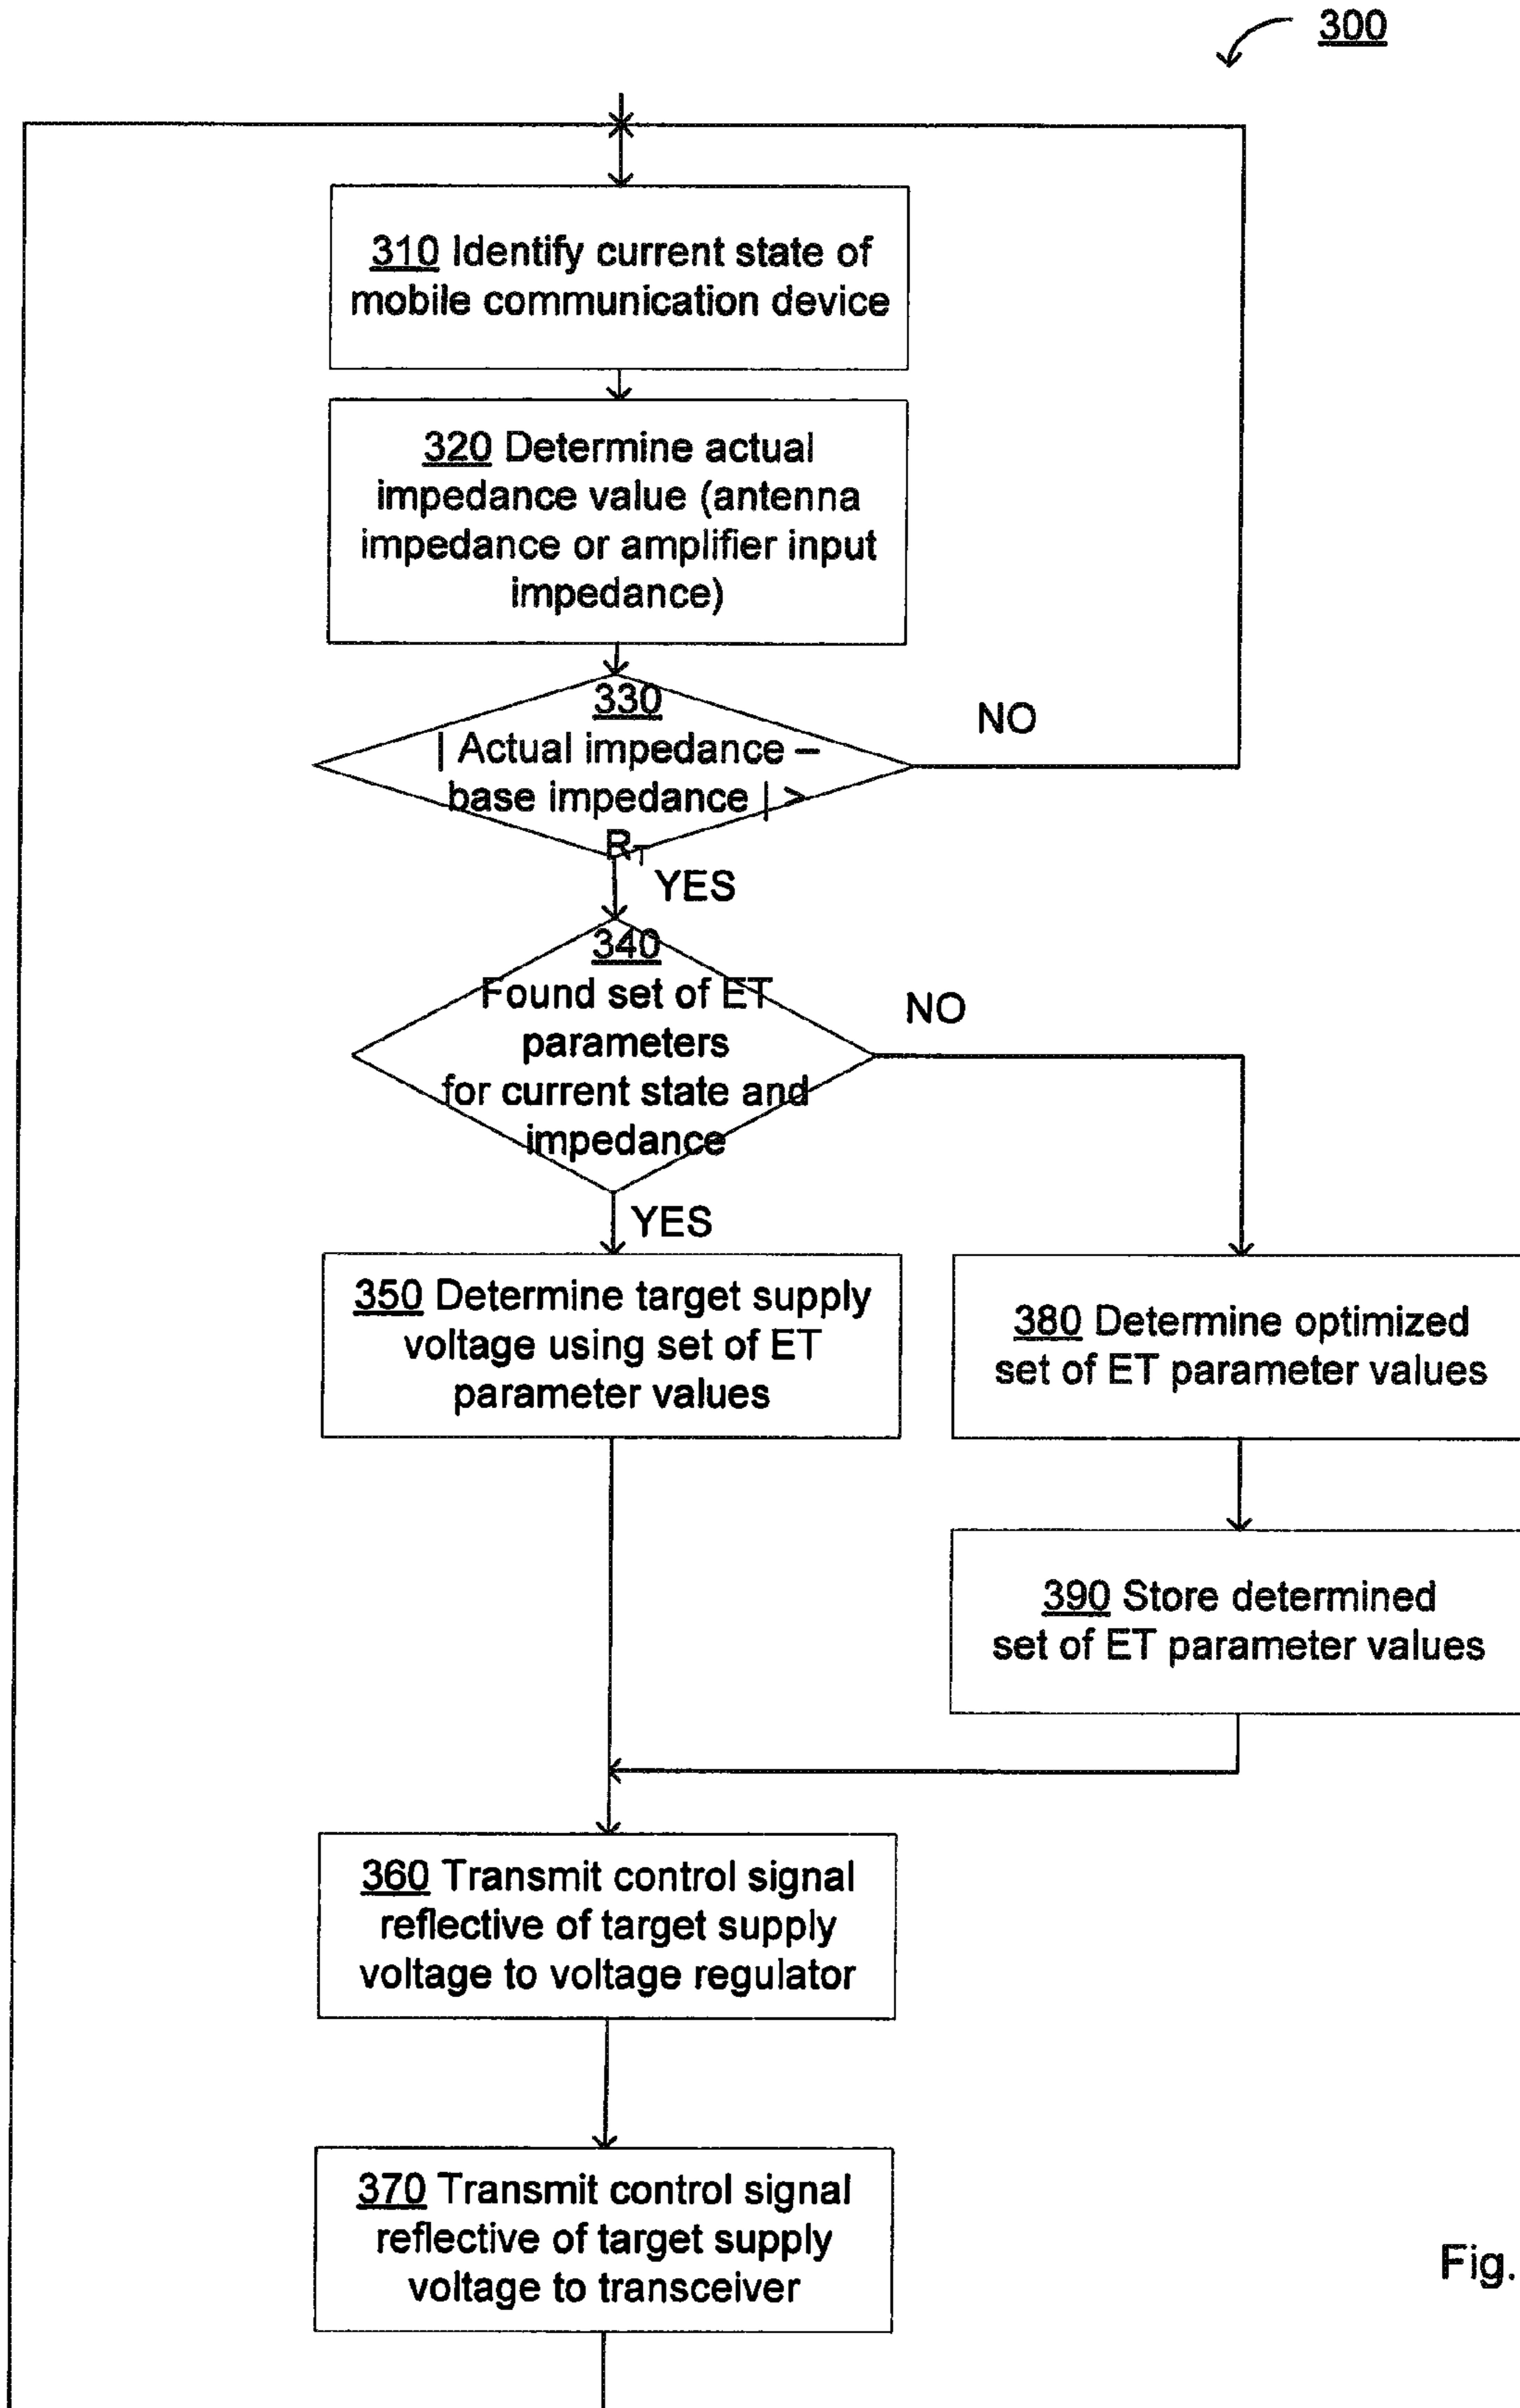 300
310 Identify current state of
mobile communication device
320 Determine actual
impedance value (antenna
impedance or amplifier input
impedance)
330
| Actual impedance –
base impedance | >
R_T
NO
YES
340
Found set of ET
parameters
for current state and
impedance
NO
YES
350 Determine target supply
voltage using set of ET
parameter values
380 Determine optimized
set of ET parameter values
390 Store determined
set of ET parameter values
360 Transmit control signal
reflective of target supply
voltage to voltage regulator
370 Transmit control signal
reflective of target supply
voltage to transceiver
Fig.